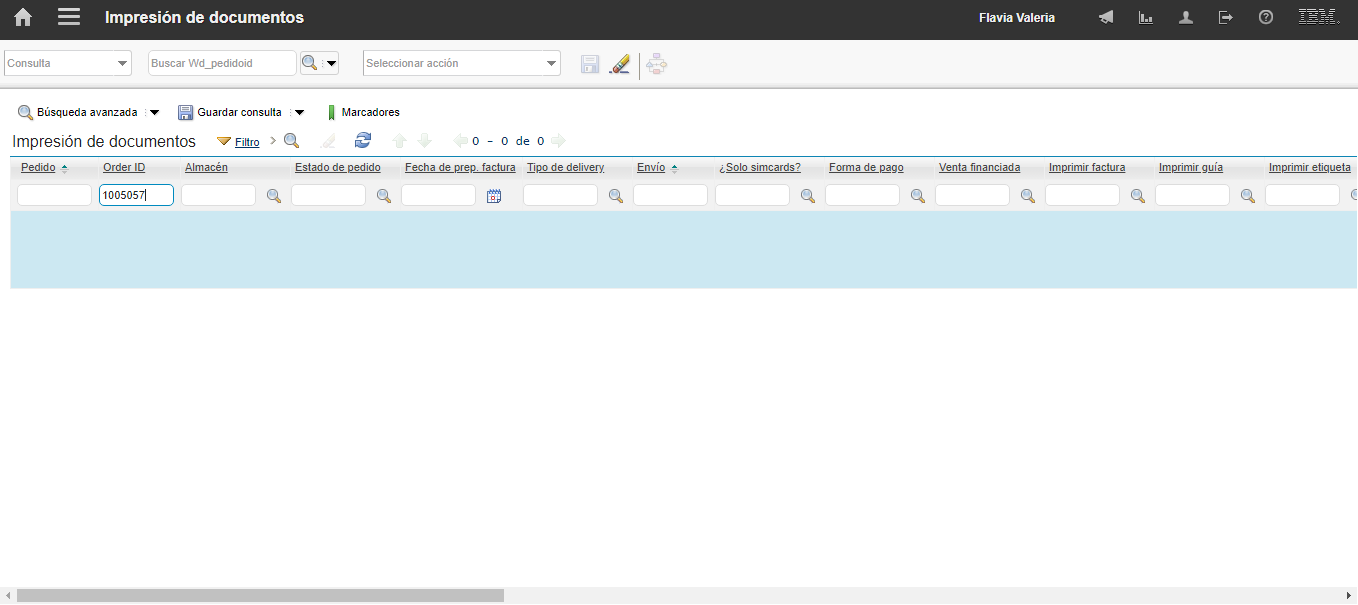 Impresión de documentos
Flavia Valeria
IBM.
Consulta
Buscar Wd_pedidoid
Seleccionar acción
Búsqueda avanzada
Guardar consulta
Marcadores
Impresión de documentos
Filtro
0 - 0 de 0
Pedido Order ID Almacén Estado de pedido Fecha de prep. factura Tipo de delivery Envío ¿Solo simcards? Forma de pago Venta financiada Imprimir factura Imprimir guía Imprimir etiqueta
1005057